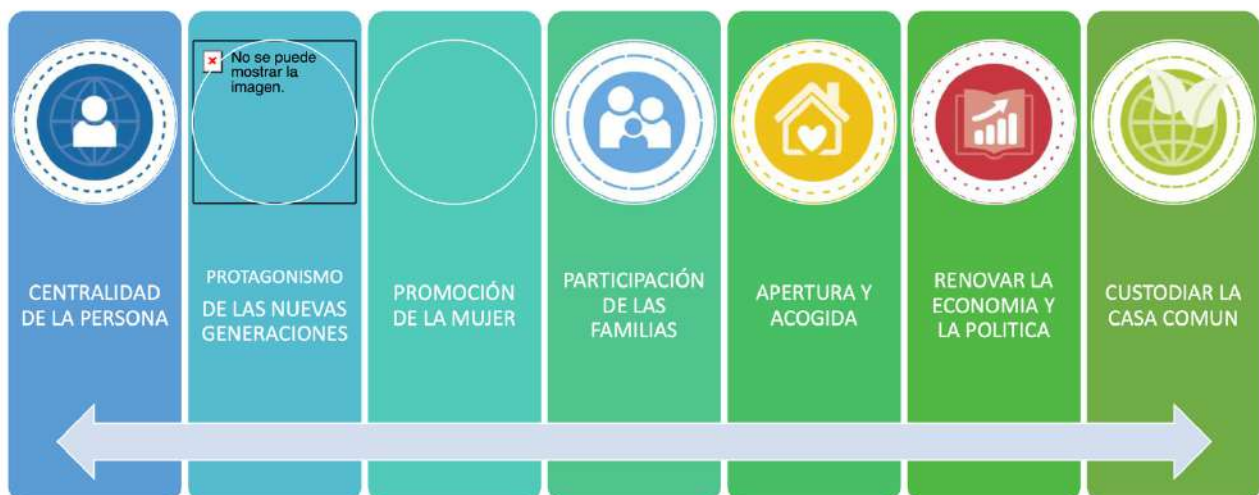 No se puede
mostrar la
imagen.
CENTRALIDAD
DE LA PERSONA
PROTAGONISMO
DE LAS NUEVAS
GENERACIONES
PROMOCIÓN
DE LA MUJER
PARTICIPACIÓN
DE LAS
FAMILIAS
APERTURA Y
ACOGIDA
RENOVAR LA
ECONOMIA Y
LA POLITICA
CUSTODIAR LA
CASA COMUN